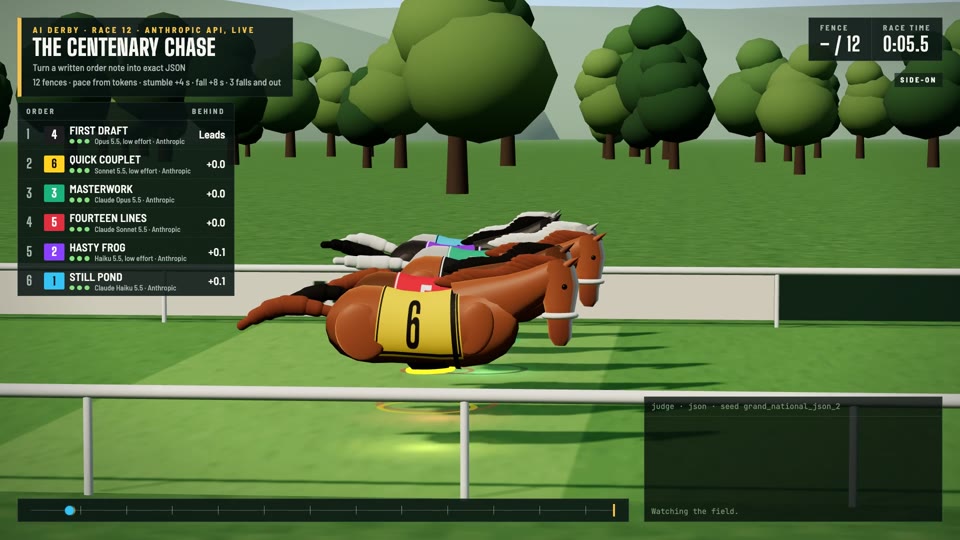 AI DERBY · RACE 12 · ANTHROPIC API, LIVE
THE CENTENARY CHASE
Turn a written order note into exact JSON
12 fences · pace from tokens · stumble +4 s · fall +8 s · 3 falls and out
FENCE
– / 12
RACE TIME
0:05.5
SIDE-ON
ORDER BEHIND
1 4 FIRST DRAFT Leads
Opus 5.5, low effort · Anthropic
2 6 QUICK COUPLET +0.0
Sonnet 5.5, low effort · Anthropic
3 3 MASTERWORK +0.0
Claude Opus 5.5 · Anthropic
4 5 FOURTEEN LINES +0.0
Claude Sonnet 5.5 · Anthropic
5 2 HASTY FROG +0.1
Haiku 5.5, low effort · Anthropic
6 1 STILL POND +0.1
Claude Haiku 5.5 · Anthropic
6
judge · json · seed grand_national_json_2
Watching the field.